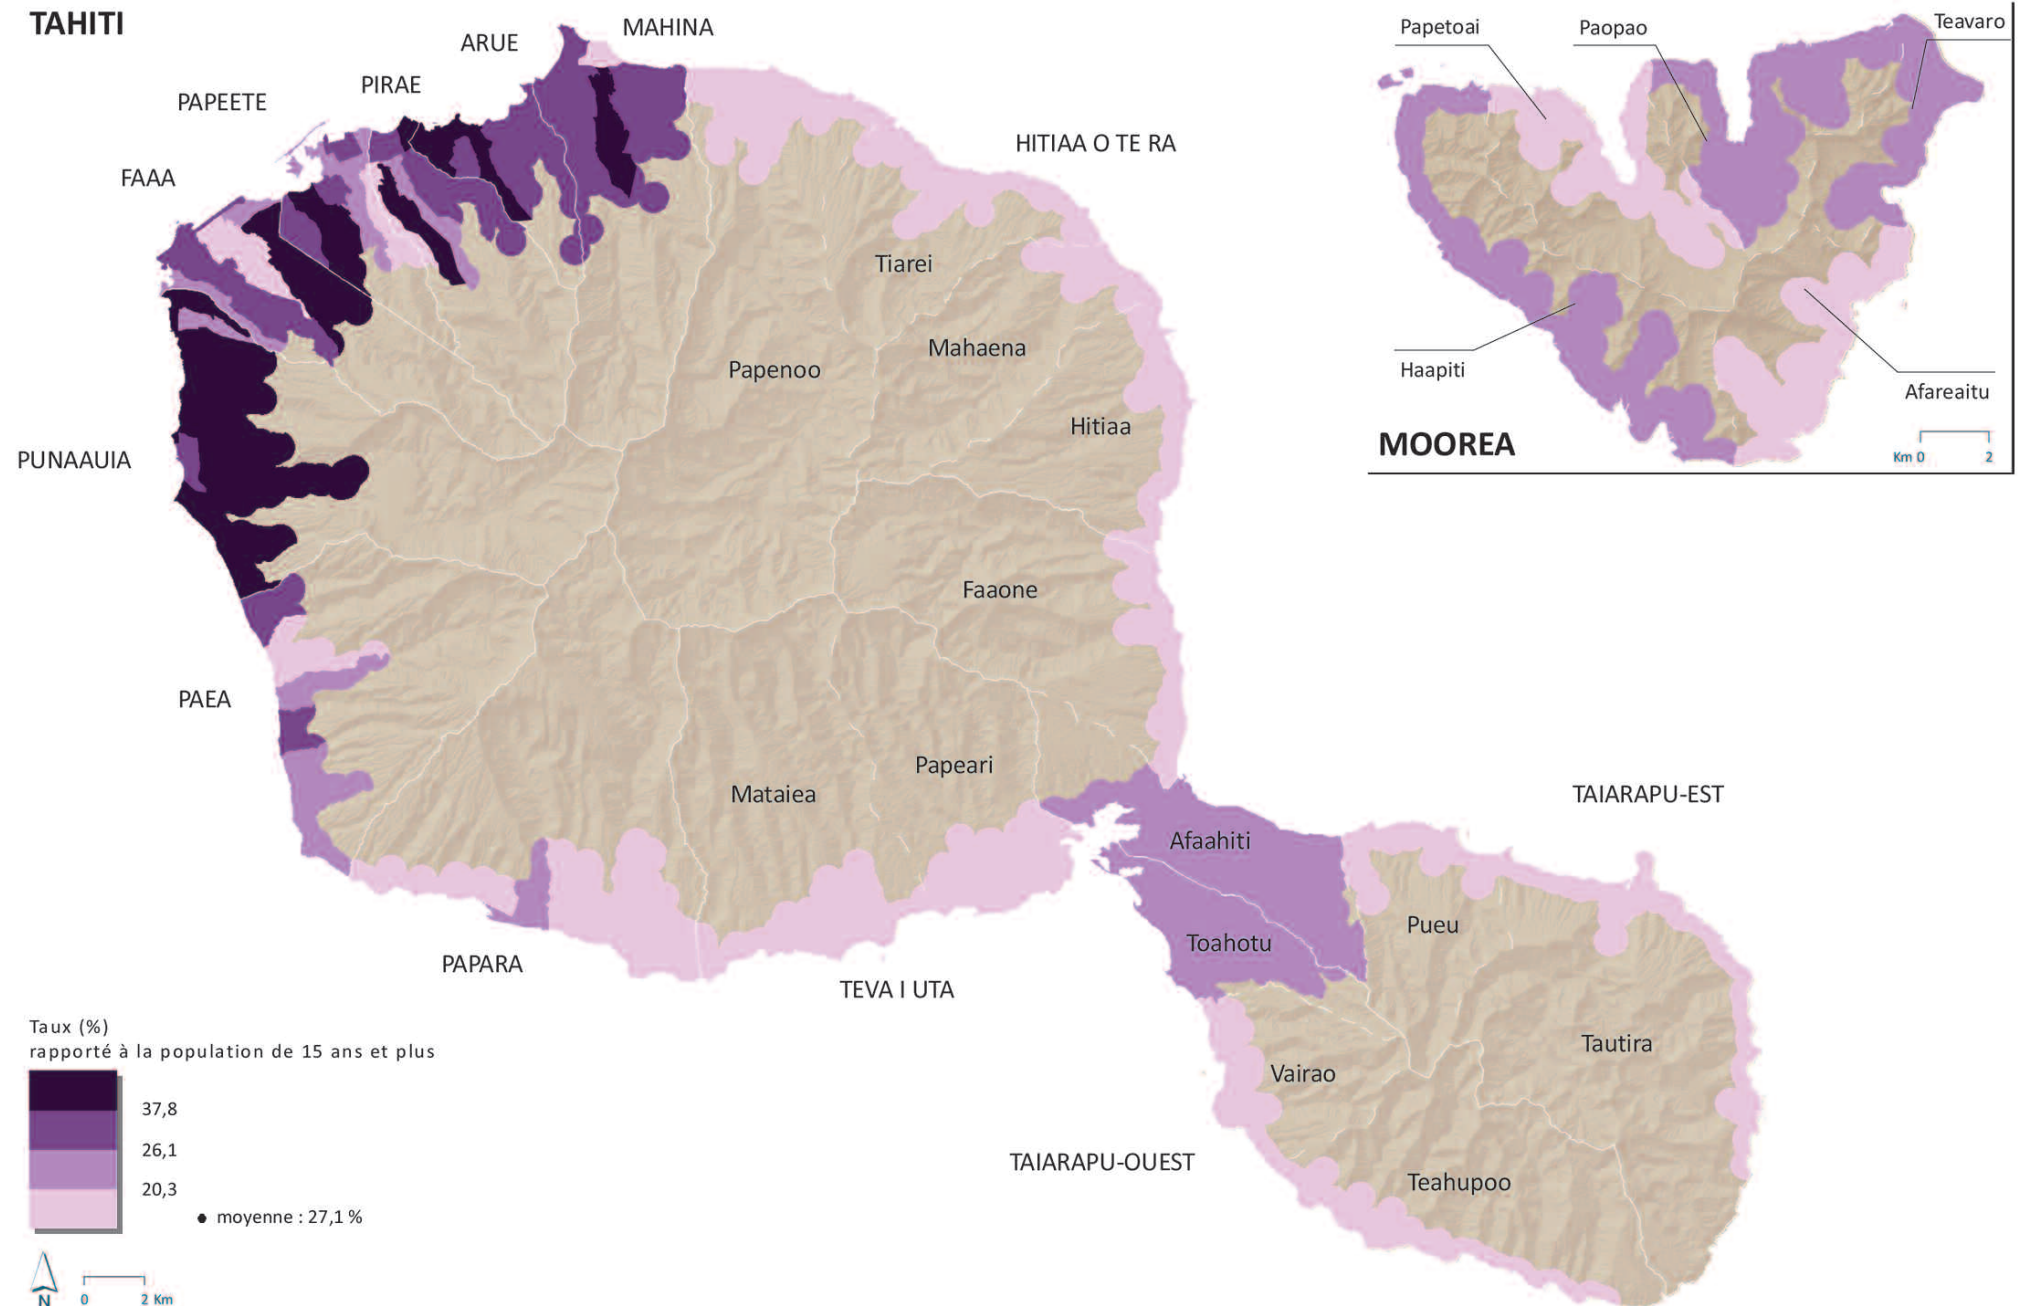 TAHITI
ARUE
MAHINA
PIRAE
PAPEETE
FAAA
HITIAA O TE RA
PUNAAUIA
PAEA
PAPARA
TEVA I UTA
TAIARAPU-EST
TAIARAPU-OUEST
Tiarei
Mahaena
Papenoo
Hitiaa
Faaone
Papeari
Mataiea
Afaahiti
Toahotu
Pueu
Tautira
Vairao
Teahupoo
Papetoai
Paopao
Teavaro
Haapiti
Afareaitu
MOOREA
Km 0 2
Taux (%)
rapporté à la population de 15 ans et plus
37,8
26,1
20,3
moyenne : 27,1 %
N
0 2 Km